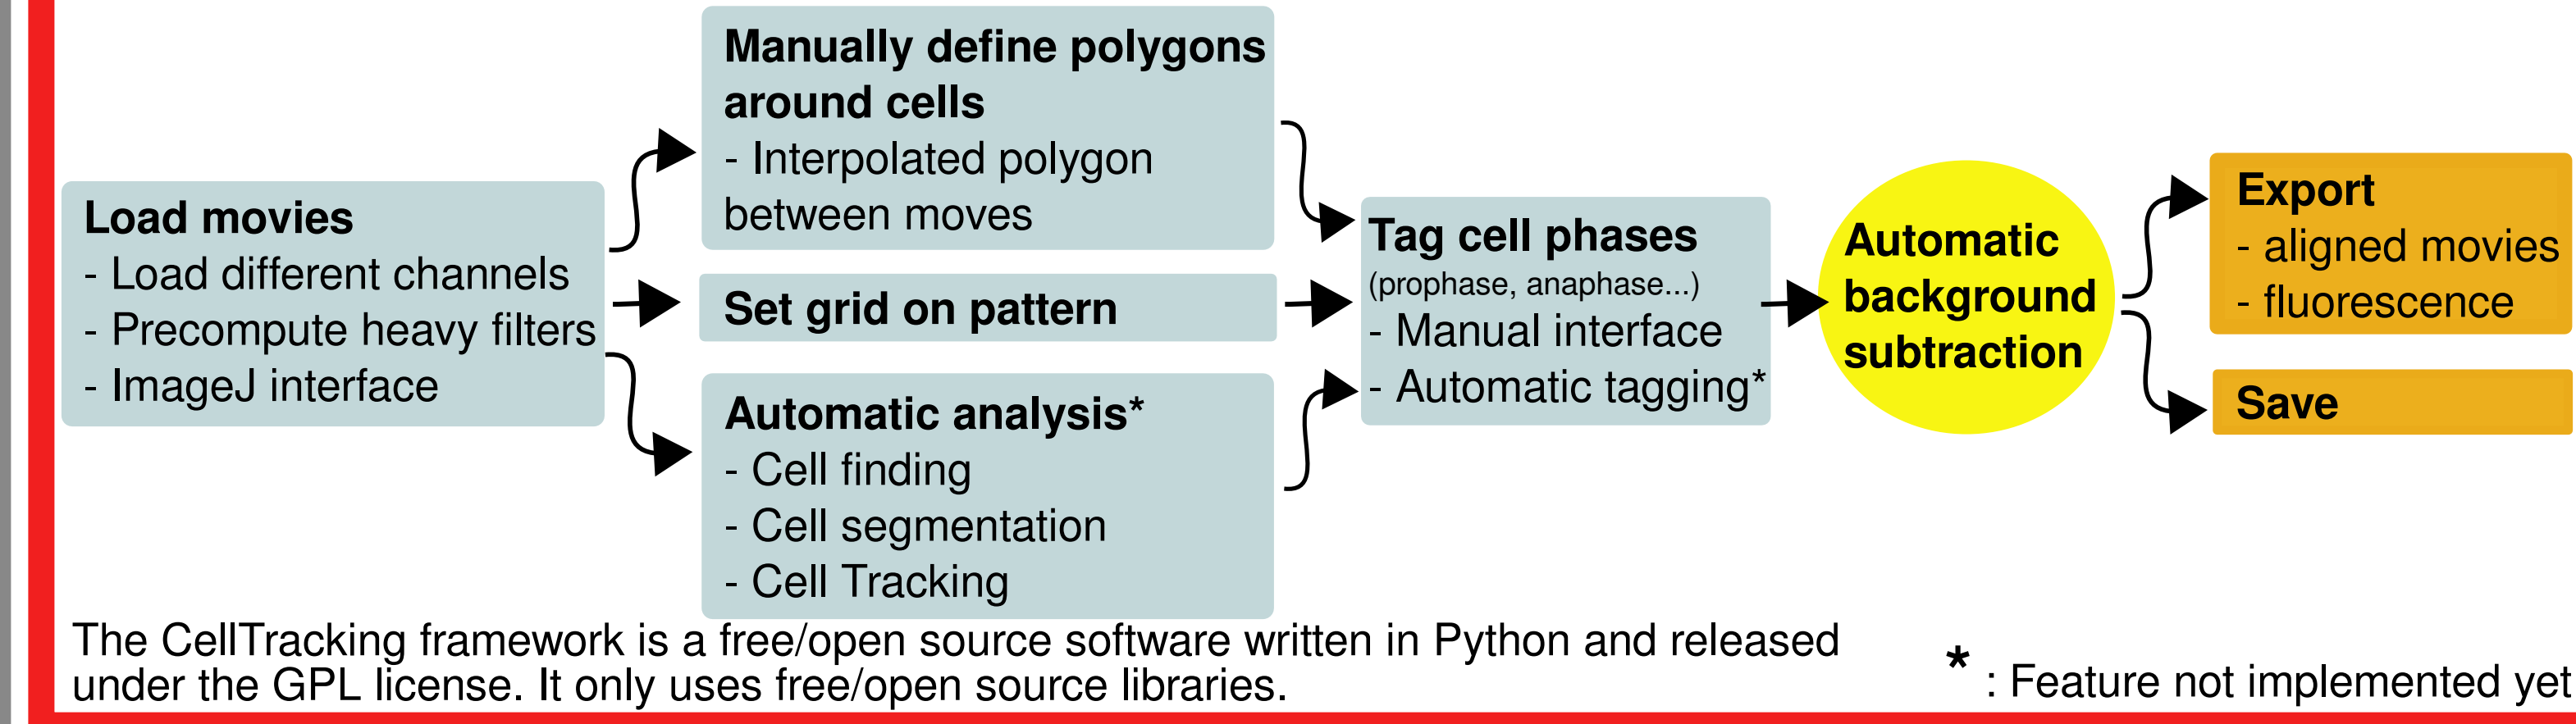 Load movies
- Load different channels
- Precompute heavy filters
- ImageJ interface
Manually define polygons
around cells
- Interpolated polygon
between moves
Set grid on pattern
Automatic analysis*
- Cell finding
- Cell segmentation
- Cell Tracking
Tag cell phases
(prophase, anaphase...)
- Manual interface
- Automatic tagging*
Automatic
background
subtraction
Export
- aligned movies
- fluorescence
Save
The CellTracking framework is a free/open source software written in Python and released
under the GPL license. It only uses free/open source libraries.
* : Feature not implemented yet